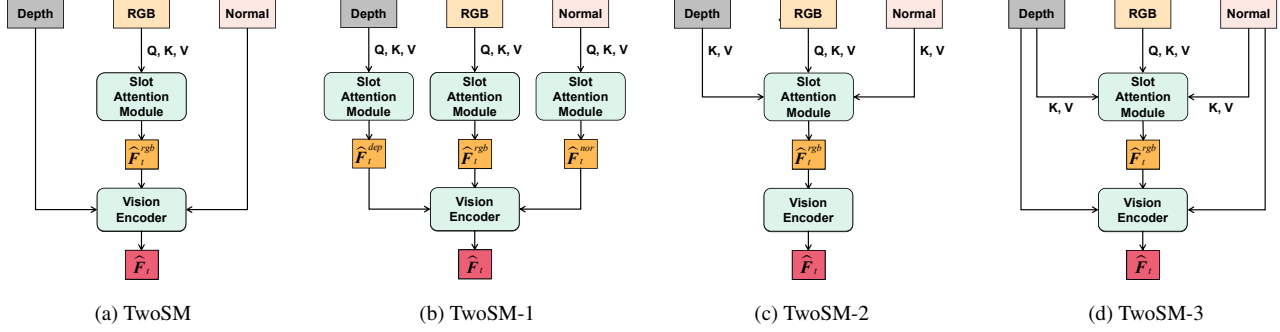 Depth RGB Normal
Q, K, V
Slot
Attention
Module
F̂_t^{rgb}
Vision
Encoder
F̂_t
(a) TwoSM
Depth RGB Normal
Q, K, V Q, K, V Q, K, V
Slot Attention Module
Slot Attention Module
Slot Attention Module
F̂_t^{dep} F̂_t^{rgb} F̂_t^{nor}
Vision
Encoder
F̂_t
(b) TwoSM-1
Depth RGB Normal
K, V Q, K, V K, V
Slot
Attention
Module
F̂_t^{rgb}
Vision
Encoder
F̂_t
(c) TwoSM-2
Depth RGB Normal
Q, K, V
Slot
Attention
Module
K, V K, V
F̂_t^{rgb}
Vision
Encoder
F̂_t
(d) TwoSM-3